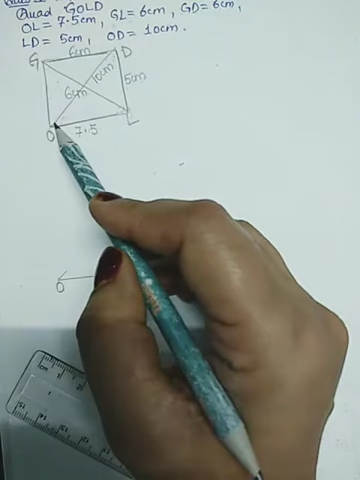 Quad GOLD
OL = 7.5cm, GL = 6cm, GD = 6cm,
LD = 5cm, OD = 10cm.
6cm
G
D
10cm
5cm
6cm
O
7.5
L
O
cm